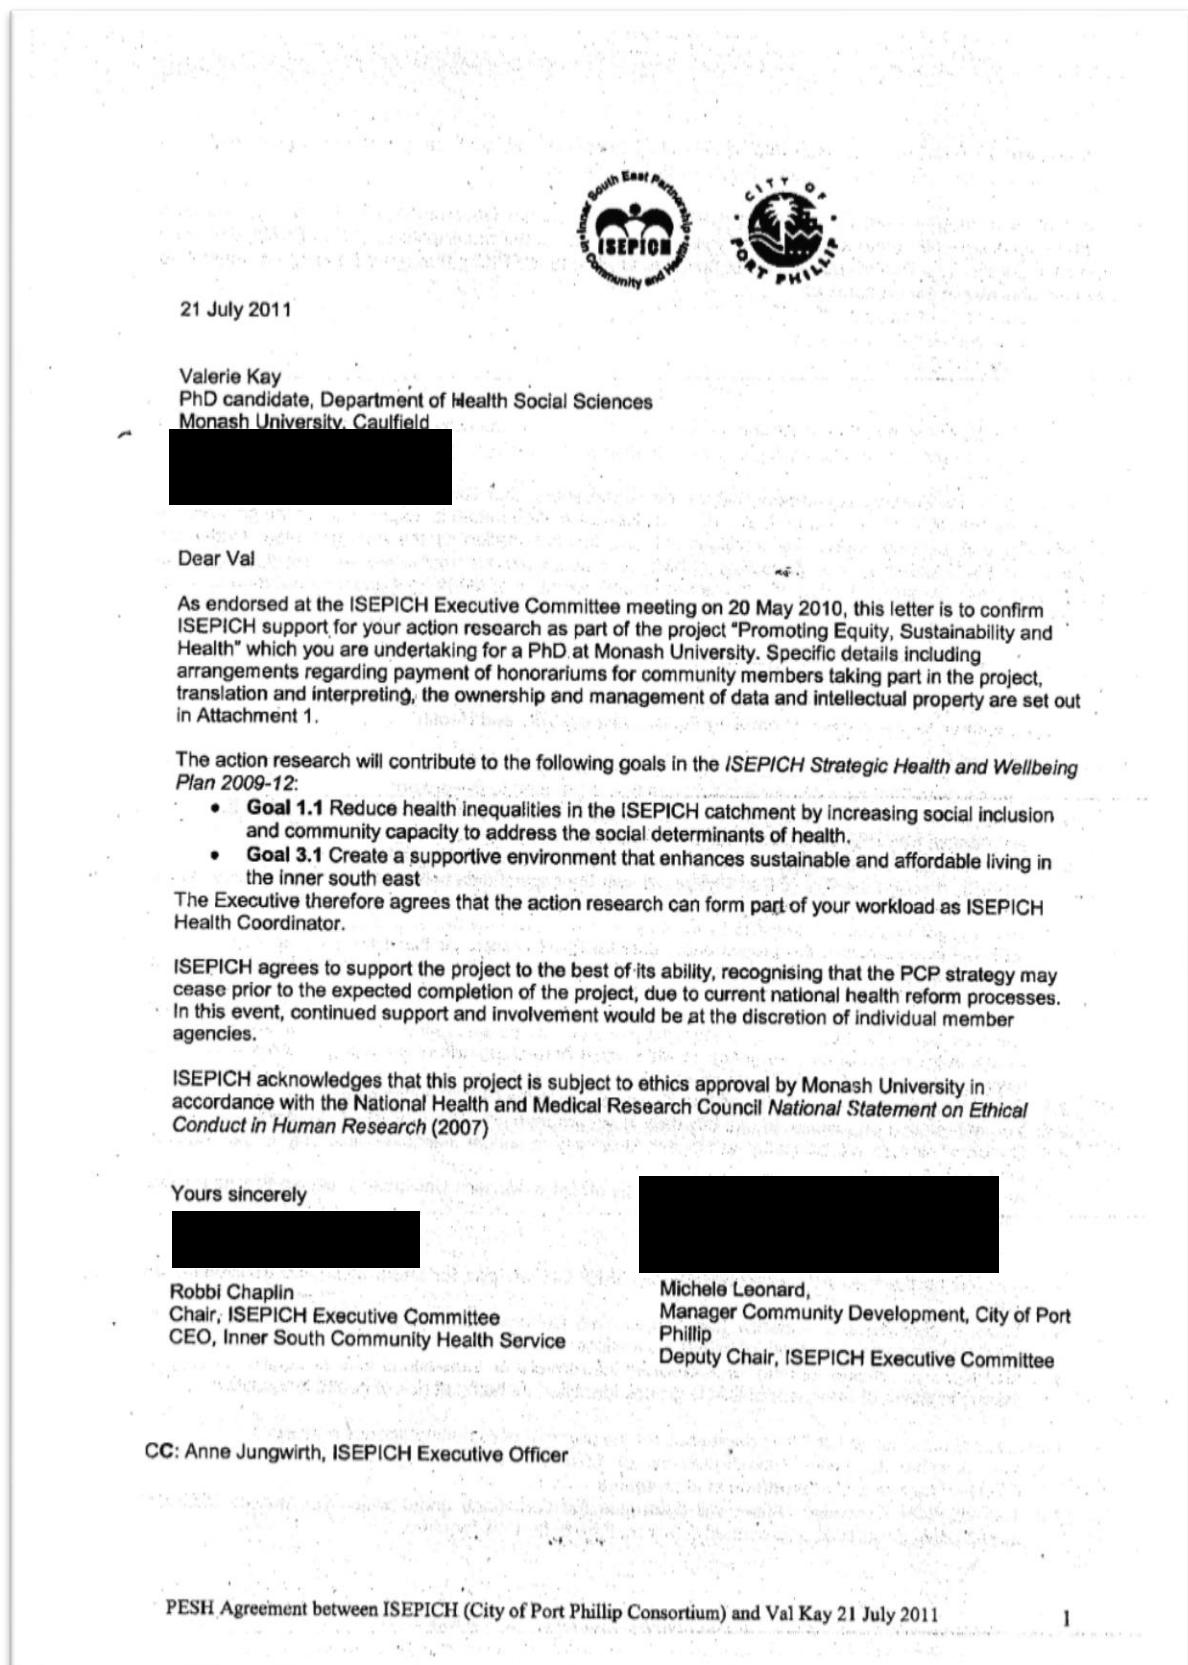 Inner South East Partnership
ISEPICH
in Community and Health
CITY OF
PORT PHILLIP
21 July 2011
Valerie Kay
PhD candidate, Department of Health Social Sciences
Monash University, Caulfield
Dear Val
As endorsed at the ISEPICH Executive Committee meeting on 20 May 2010, this letter is to confirm
ISEPICH support for your action research as part of the project "Promoting Equity, Sustainability and
Health" which you are undertaking for a PhD at Monash University. Specific details including
arrangements regarding payment of honorariums for community members taking part in the project,
translation and interpreting, the ownership and management of data and intellectual property are set out
in Attachment 1.
The action research will contribute to the following goals in the ISEPICH Strategic Health and Wellbeing
Plan 2009-12:
• Goal 1.1 Reduce health inequalities in the ISEPICH catchment by increasing social inclusion
and community capacity to address the social determinants of health.
• Goal 3.1 Create a supportive environment that enhances sustainable and affordable living in
the inner south east
The Executive therefore agrees that the action research can form part of your workload as ISEPICH
Health Coordinator.
ISEPICH agrees to support the project to the best of its ability, recognising that the PCP strategy may
cease prior to the expected completion of the project, due to current national health reform processes.
In this event, continued support and involvement would be at the discretion of individual member
agencies.
ISEPICH acknowledges that this project is subject to ethics approval by Monash University in
accordance with the National Health and Medical Research Council National Statement on Ethical
Conduct in Human Research (2007)
Yours sincerely
Robbi Chaplin
Chair, ISEPICH Executive Committee
CEO, Inner South Community Health Service
Michele Leonard,
Manager Community Development, City of Port
Phillip
Deputy Chair, ISEPICH Executive Committee
CC: Anne Jungwirth, ISEPICH Executive Officer
PESH Agreement between ISEPICH (City of Port Phillip Consortium) and Val Kay 21 July 2011
1